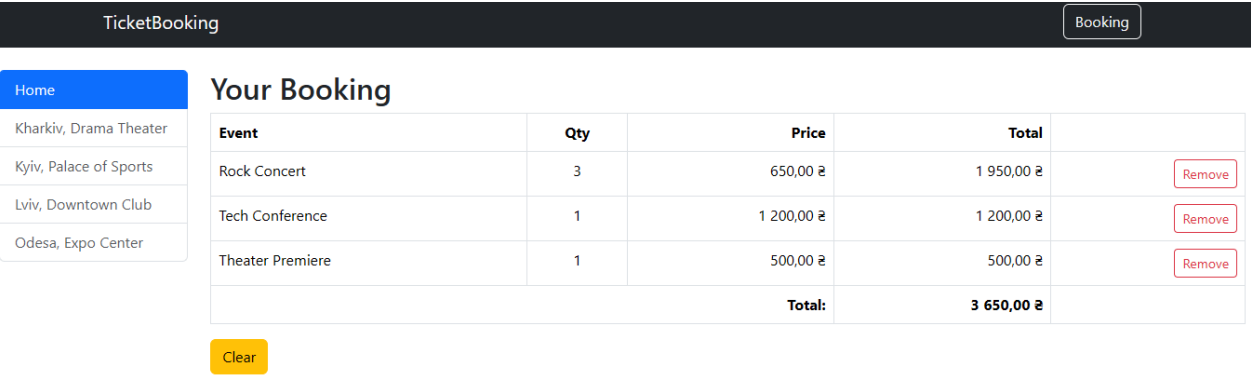 TicketBooking Booking
Home
Kharkiv, Drama Theater
Kyiv, Palace of Sports
Lviv, Downtown Club
Odesa, Expo Center
Your Booking
Event Qty Price Total
Rock Concert 3 650,00 ₴ 1 950,00 ₴ Remove
Tech Conference 1 1 200,00 ₴ 1 200,00 ₴ Remove
Theater Premiere 1 500,00 ₴ 500,00 ₴ Remove
Total: 3 650,00 ₴
Clear